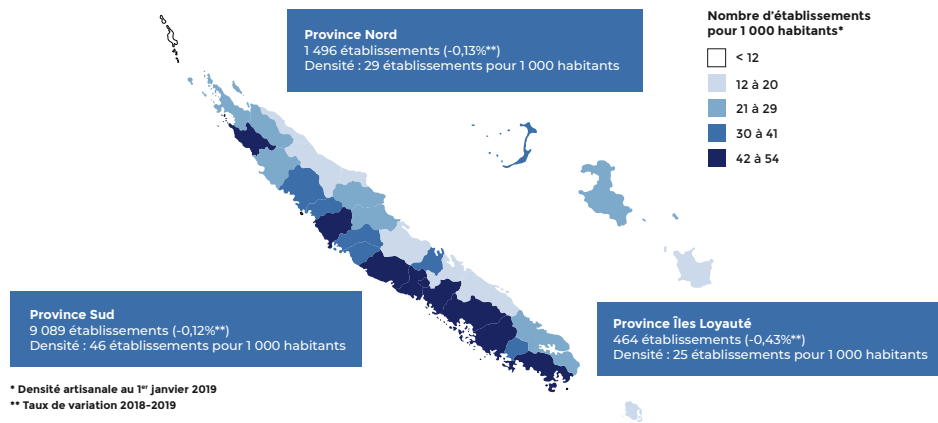 Province Nord
1 496 établissements (-0,13%**)
Densité : 29 établissements pour 1 000 habitants
Nombre d'établissements
pour 1 000 habitants*
< 12
12 à 20
21 à 29
30 à 41
42 à 54
Province Sud
9 089 établissements (-0,12%**)
Densité : 46 établissements pour 1 000 habitants
Province Îles Loyauté
464 établissements (-0,43%**)
Densité : 25 établissements pour 1 000 habitants
* Densité artisanale au 1er janvier 2019
** Taux de variation 2018-2019